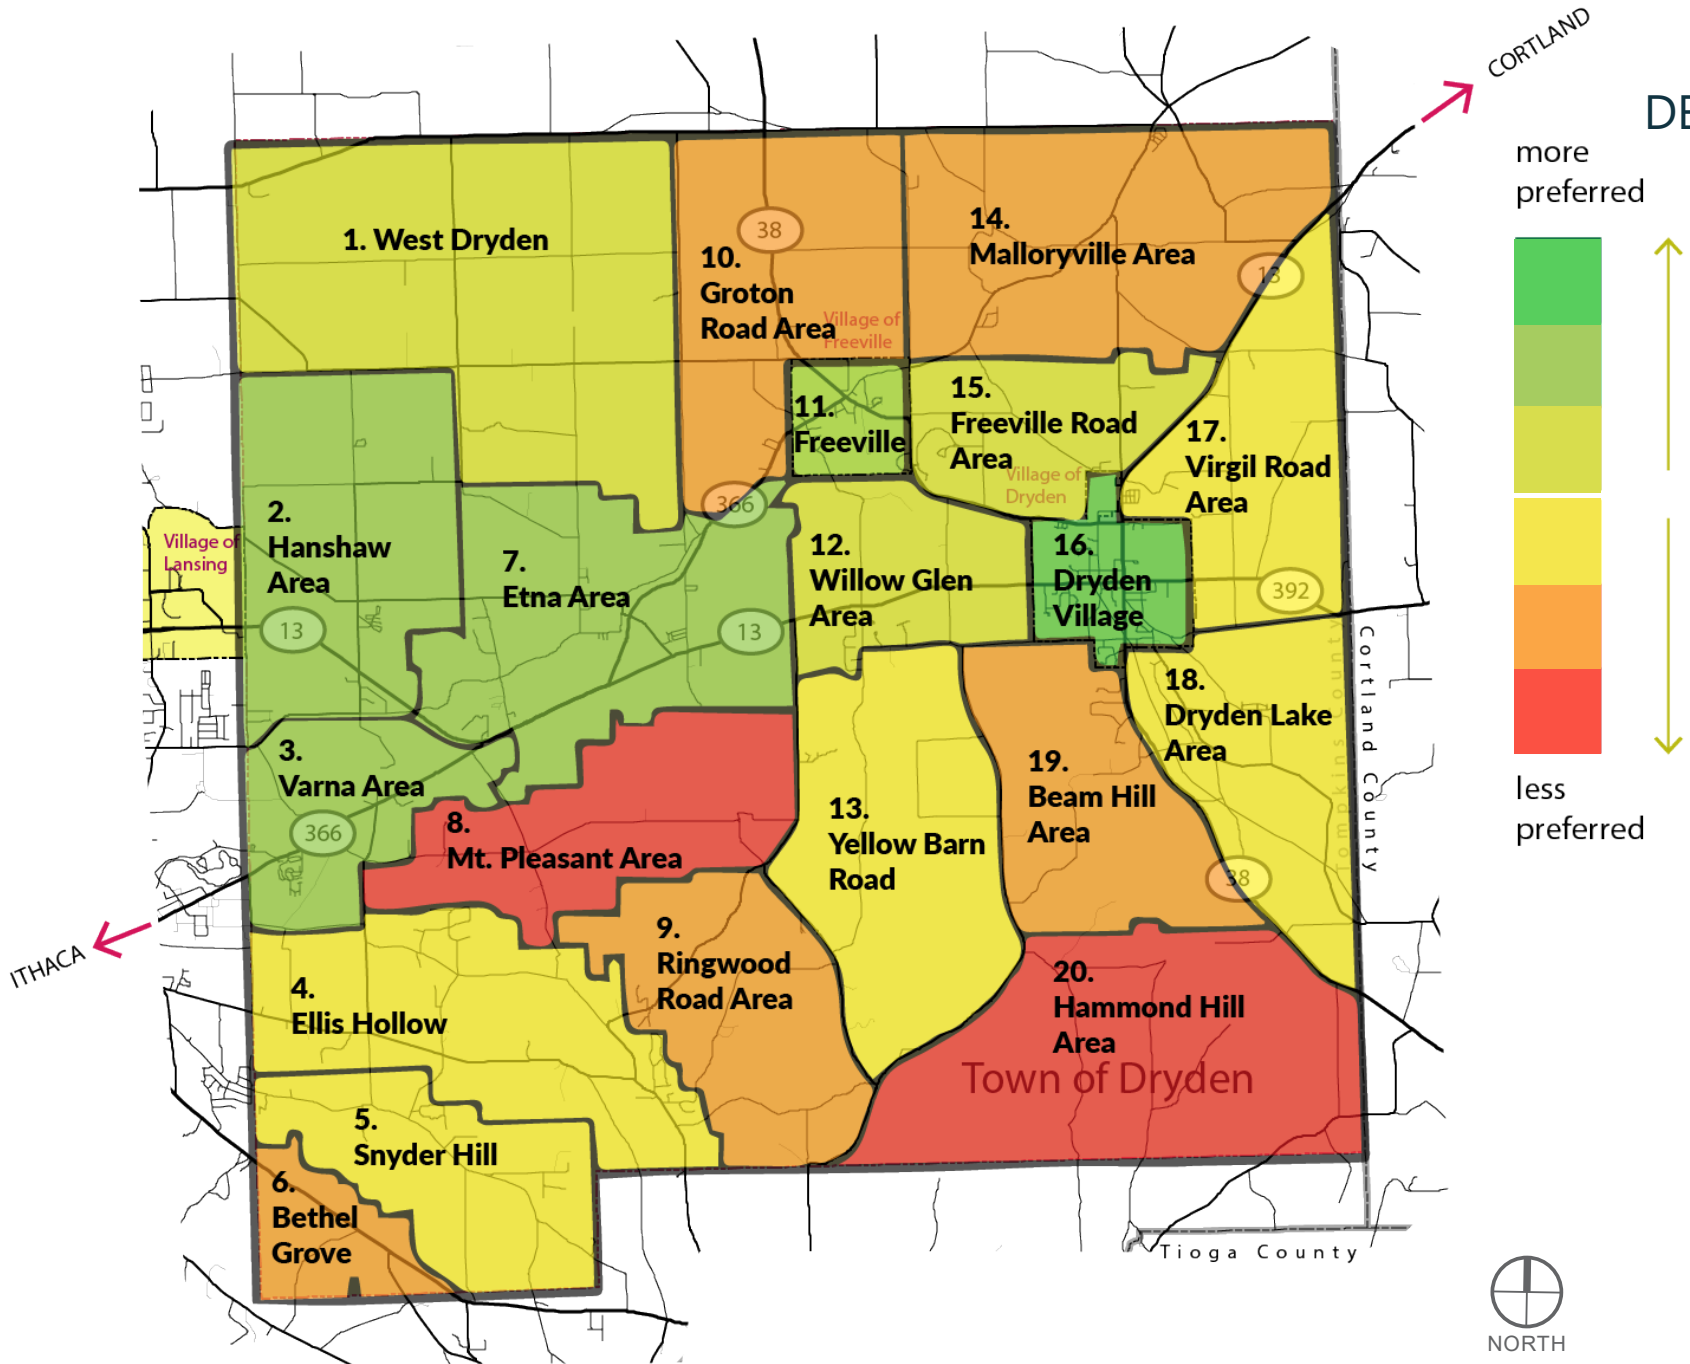 CORTLAND
DE
more
preferred
less
preferred
1. West Dryden
38
10.
Groton
Road Area
Village of
Freeville
14.
Malloryville Area
13
11.
Freeville
15.
Freeville Road
Area
Village of
Dryden
17.
Virgil Road
Area
366
2.
Hanshaw
Area
Village of
Lansing
13
7.
Etna Area
13
12.
Willow Glen
Area
16.
Dryden
Village
392
18.
Dryden Lake
Area
Tompkins County
Cortland County
3.
Varna Area
366
8.
Mt. Pleasant Area
13.
Yellow Barn
Road
19.
Beam Hill
Area
38
ITHACA
9.
Ringwood
Road Area
4.
Ellis Hollow
20.
Hammond Hill
Area
Town of Dryden
5.
Snyder Hill
6.
Bethel
Grove
Tioga County
NORTH